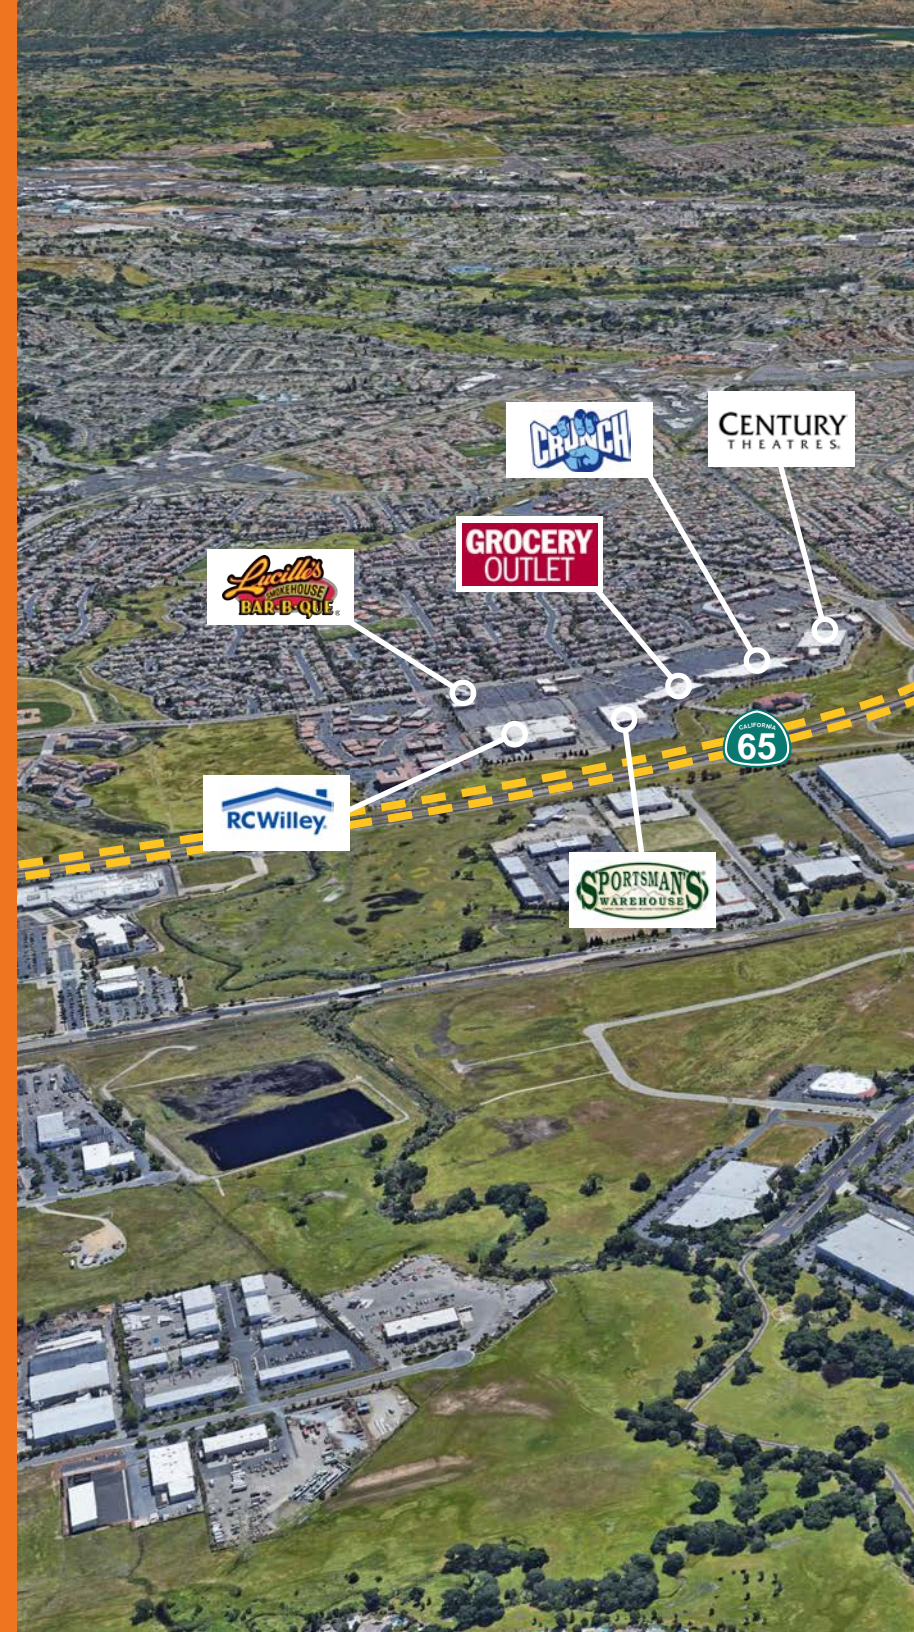 CRUNCH
CENTURY
THEATRES®
GROCERY
OUTLET
Lucille's
SMOKEHOUSE
BAR·B·QUE®
CALIFORNIA
65
RCWilley®
SPORTSMAN'S®
WAREHOUSE